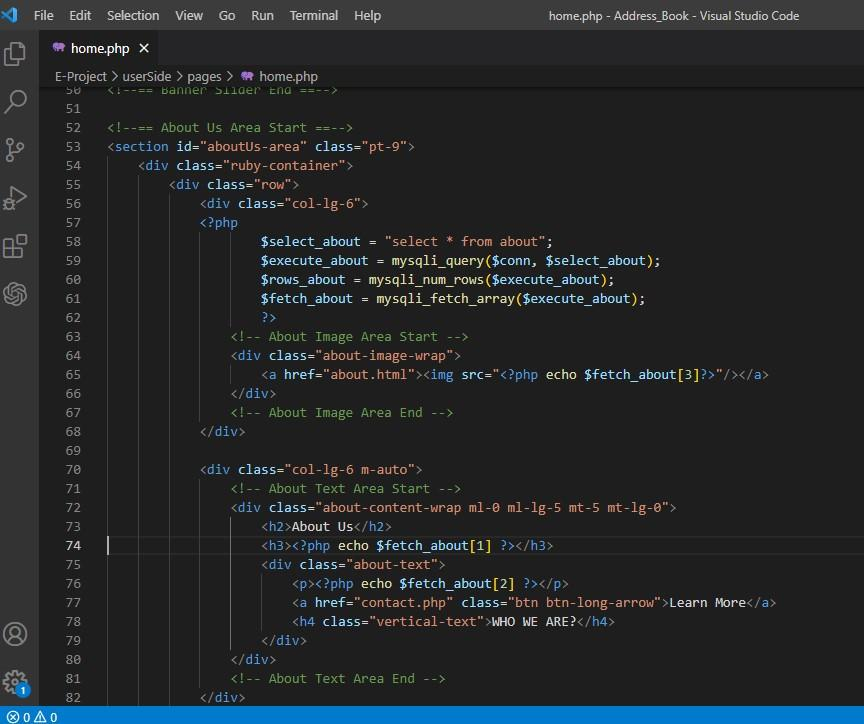 File Edit Selection View Go Run Terminal Help home.php - Address_Book - Visual Studio Code
home.php ×
E-Project > userSide > pages > home.php
50 <!--== Banner Slider End ==-->
51
52 <!--== About Us Area Start ==-->
53 <section id="aboutUs-area" class="pt-9">
54 <div class="ruby-container">
55 <div class="row">
56 <div class="col-lg-6">
57 <?php
58 $select_about = "select * from about";
59 $execute_about = mysqli_query($conn, $select_about);
60 $rows_about = mysqli_num_rows($execute_about);
61 $fetch_about = mysqli_fetch_array($execute_about);
62 ?>
63 <!-- About Image Area Start -->
64 <div class="about-image-wrap">
65 <a href="about.html"><img src="<?php echo $fetch_about[3]?>"/></a>
66 </div>
67 <!-- About Image Area End -->
68 </div>
69
70 <div class="col-lg-6 m-auto">
71 <!-- About Text Area Start -->
72 <div class="about-content-wrap ml-0 ml-lg-5 mt-5 mt-lg-0">
73 <h2>About Us</h2>
74 <h3><?php echo $fetch_about[1] ?></h3>
75 <div class="about-text">
76 <p><?php echo $fetch_about[2] ?></p>
77 <a href="contact.php" class="btn btn-long-arrow">Learn More</a>
78 <h4 class="vertical-text">WHO WE ARE?</h4>
79 </div>
80 </div>
81 <!-- About Text Area End -->
82 </div>
1
0 0